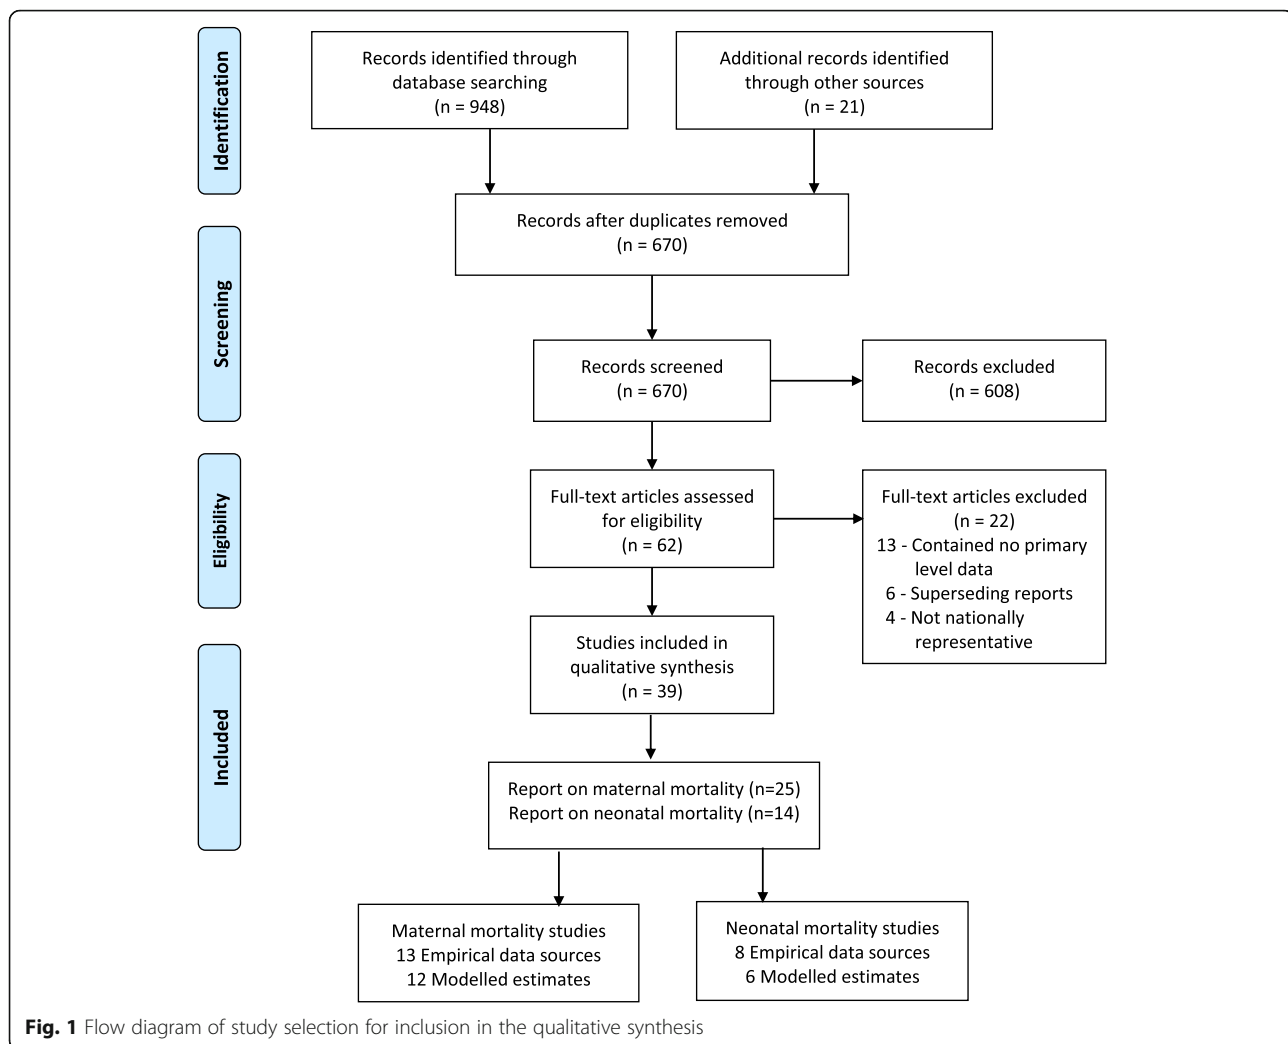 Identification
Records identified through
database searching
(n = 948)
Additional records identified
through other sources
(n = 21)
Records after duplicates removed
(n = 670)
Screening
Records screened
(n = 670)
Records excluded
(n = 608)
Eligibility
Full-text articles assessed
for eligibility
(n = 62)
Full-text articles excluded
(n = 22)
13 - Contained no primary
level data
6 - Superseding reports
4 - Not nationally
representative
Included
Studies included in
qualitative synthesis
(n = 39)
Report on maternal mortality (n=25)
Report on neonatal mortality (n=14)
Maternal mortality studies
13 Empirical data sources
12 Modelled estimates
Neonatal mortality studies
8 Empirical data sources
6 Modelled estimates
Fig. 1 Flow diagram of study selection for inclusion in the qualitative synthesis